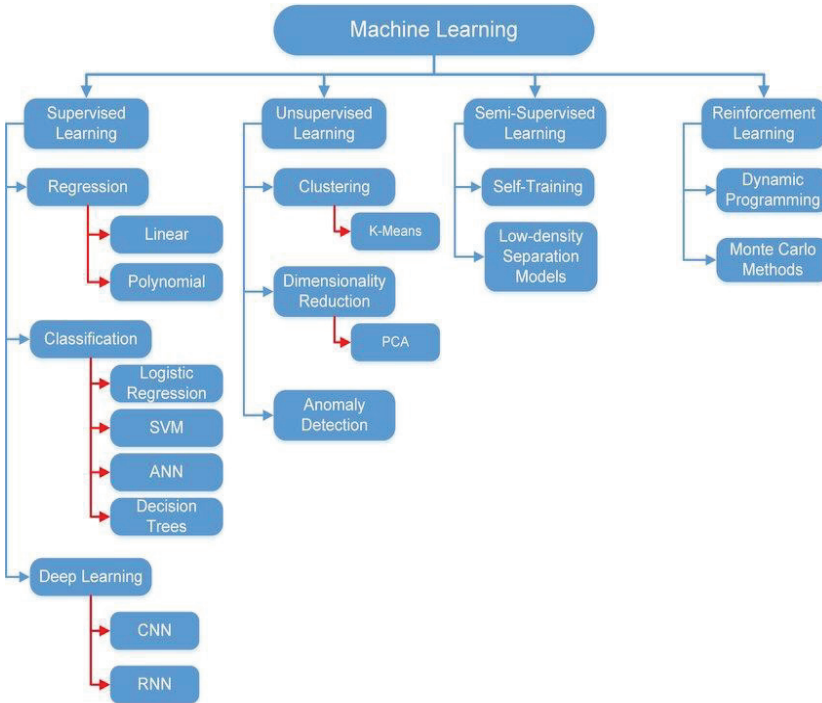 Machine Learning
Supervised
Learning
Unsupervised
Learning
Semi-Supervised
Learning
Reinforcement
Learning
Regression
Linear
Polynomial
Classification
Logistic
Regression
SVM
ANN
Decision
Trees
Deep Learning
CNN
RNN
Clustering
K-Means
Dimensionality
Reduction
PCA
Anomaly
Detection
Self-Training
Low-density
Separation
Models
Dynamic
Programming
Monte Carlo
Methods